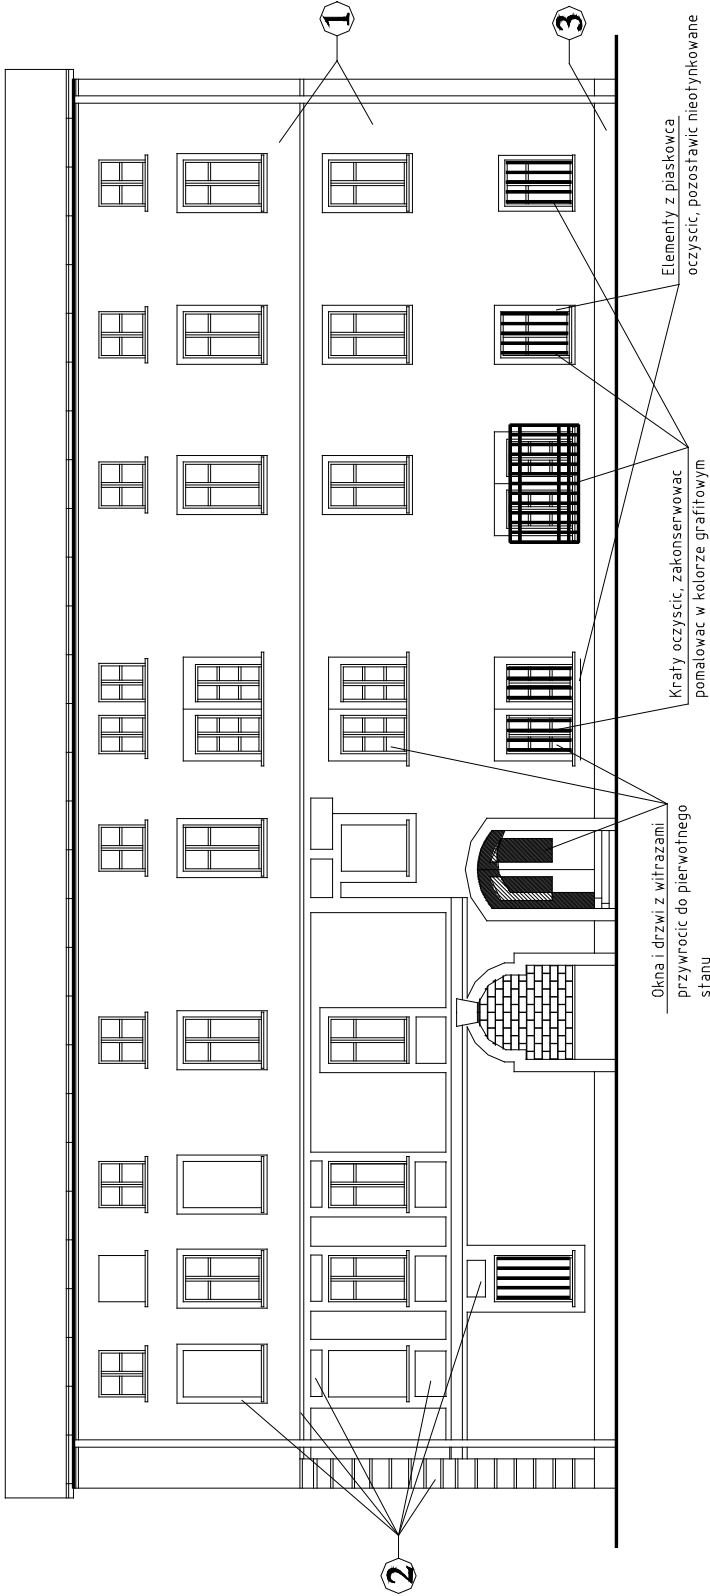 1
3
Elementy z piaskowca
oczyscic, pozostawic nieotynkowane
Kraty oczyscic, zakonserwowac
pomalowac w kolorze grafitowym
Okna i drzwi z witrazami
przywrocic do pierwotnego
stanu
2